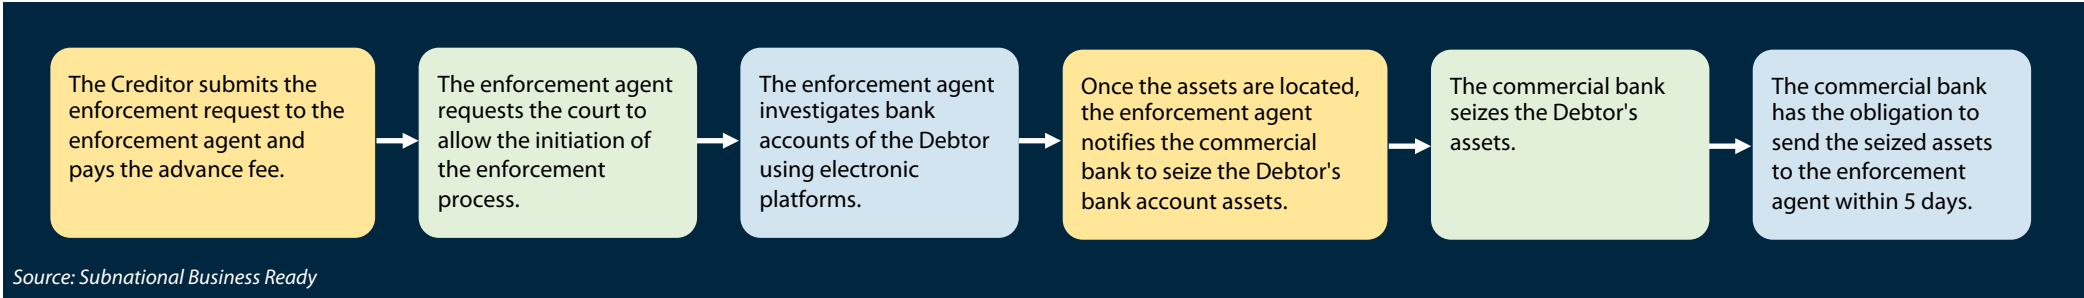 The Creditor submits the
enforcement request to the
enforcement agent and
pays the advance fee.
The enforcement agent
requests the court to
allow the initiation of
the enforcement
process.
The enforcement agent
investigates bank
accounts of the Debtor
using electronic
platforms.
Once the assets are located,
the enforcement agent
notifies the commercial
bank to seize the Debtor's
bank account assets.
The commercial bank
seizes the Debtor's
assets.
The commercial bank
has the obligation to
send the seized assets
to the enforcement
agent within 5 days.
Source: Subnational Business Ready